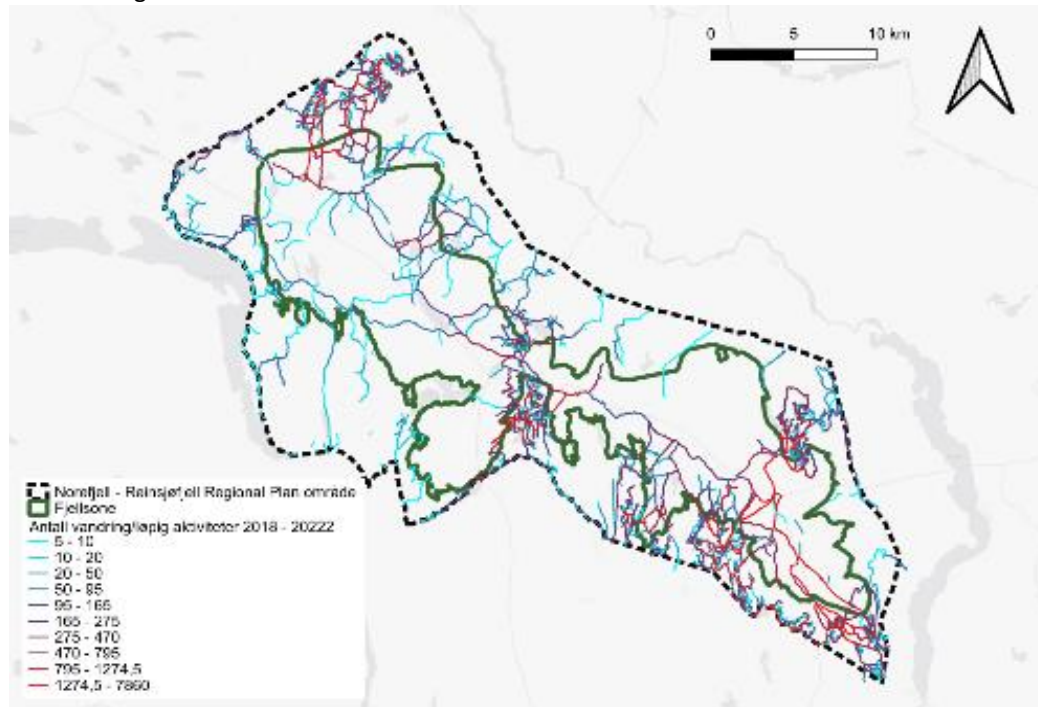 0 5 10 km
Norefjell - Reinsjøfjell Regional Plan område
Fjellsone
Antall vandring/løpig aktiviteter 2018 - 20222
5 - 10
10 - 20
20 - 50
50 - 95
95 - 165
165 - 275
275 - 470
470 - 795
795 - 1274,5
1274,5 - 7860